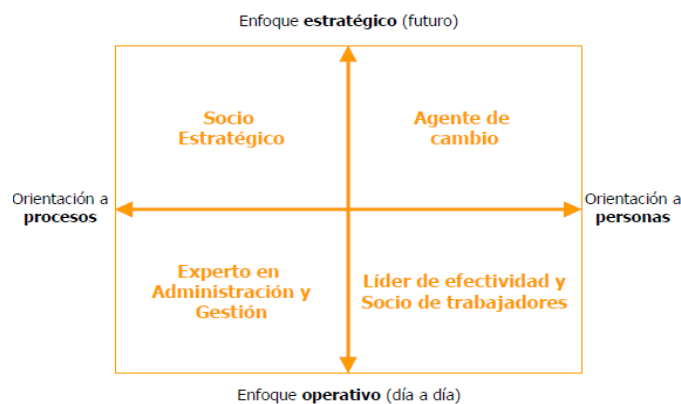 Enfoque estratégico (futuro)
Socio
Estratégico
Agente de
cambio
Orientación a
procesos
Orientación a
personas
Experto en
Administración y
Gestión
Líder de efectividad y
Socio de trabajadores
Enfoque operativo (día a día)